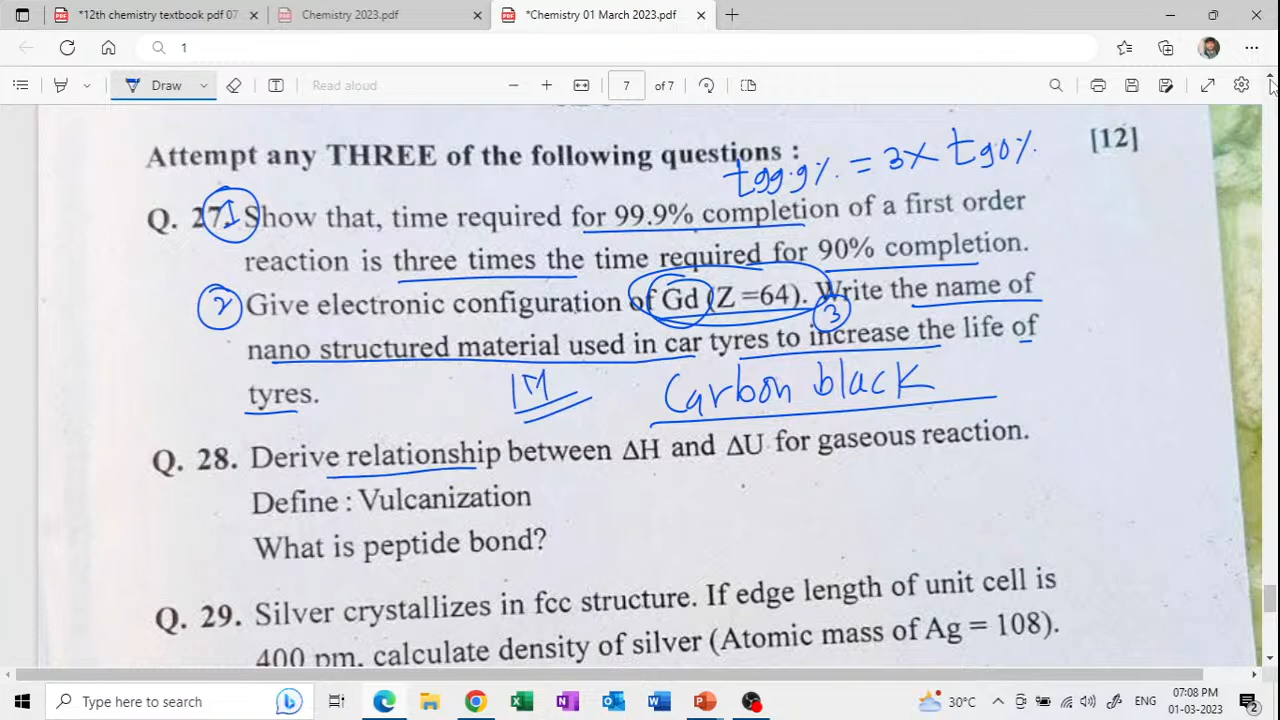 *12th chemistry textbook pdf 07
Chemistry 2023.pdf
*Chemistry 01 March 2023.pdf
1
Draw
Read aloud
7 of 7
Attempt any THREE of the following questions : [12]
t99.9% = 3× t90%.
Q. 27. 1 Show that, time required for 99.9% completion of a first order
reaction is three times the time required for 90% completion.
2 Give electronic configuration of Gd (Z =64). Write the name of
3
nano structured material used in car tyres to increase the life of
tyres. 1M Carbon black
Q. 28. Derive relationship between ΔH and ΔU for gaseous reaction.
Define : Vulcanization
What is peptide bond?
Q. 29. Silver crystallizes in fcc structure. If edge length of unit cell is
400 pm, calculate density of silver (Atomic mass of Ag = 108).
Type here to search
30°C
ENG
07:08 PM
01-03-2023
2